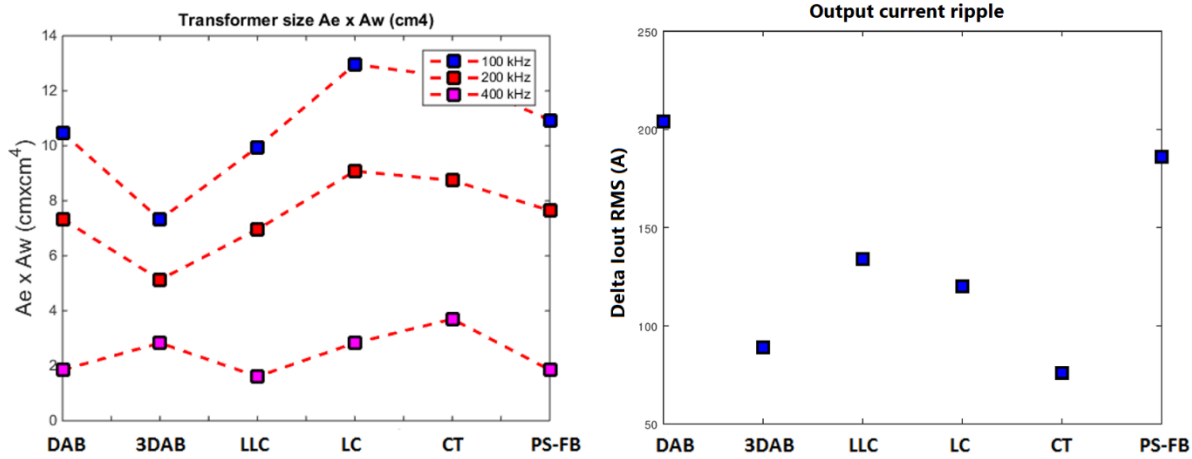 Transformer size Ae x Aw (cm4)
14
12
10
8
6
4
2
0
Ae x Aw (cmxcm⁴)
100 kHz
200 kHz
400 kHz
DAB 3DAB LLC LC CT PS-FB
Output current ripple
250
200
150
100
50
Delta Iout RMS (A)
DAB 3DAB LLC LC CT PS-FB